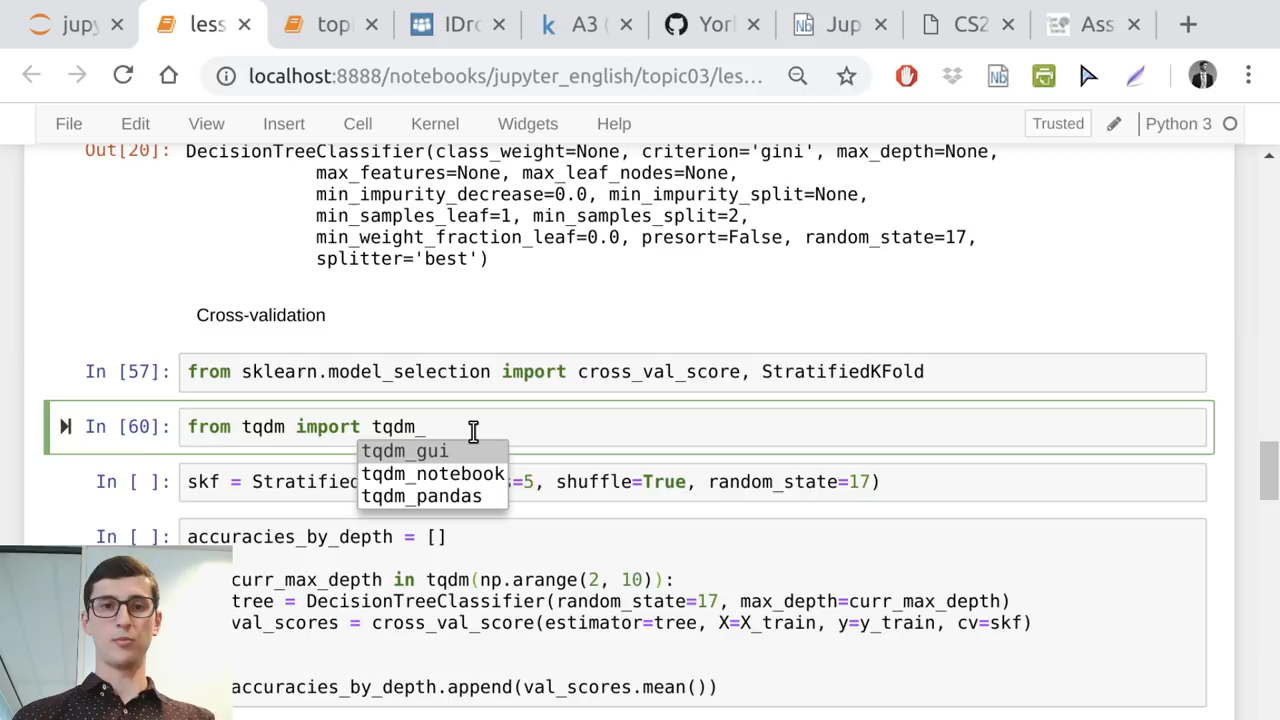 jupy
less
topi
IDro
A3 (
York
Jup
CS2
Ass
localhost:8888/notebooks/jupyter_english/topic03/les...
File Edit View Insert Cell Kernel Widgets Help Trusted Python 3
Out[20]: DecisionTreeClassifier(class_weight=None, criterion='gini', max_depth=None,
max_features=None, max_leaf_nodes=None,
min_impurity_decrease=0.0, min_impurity_split=None,
min_samples_leaf=1, min_samples_split=2,
min_weight_fraction_leaf=0.0, presort=False, random_state=17,
splitter='best')
Cross-validation
In [57]: from sklearn.model_selection import cross_val_score, StratifiedKFold
In [60]: from tqdm import tqdm_
tqdm_gui
tqdm_notebook
tqdm_pandas
In [ ]: skf = Stratified =5, shuffle=True, random_state=17)
In [ ]: accuracies_by_depth = []
curr_max_depth in tqdm(np.arange(2, 10)):
tree = DecisionTreeClassifier(random_state=17, max_depth=curr_max_depth)
val_scores = cross_val_score(estimator=tree, X=X_train, y=y_train, cv=skf)
accuracies_by_depth.append(val_scores.mean())